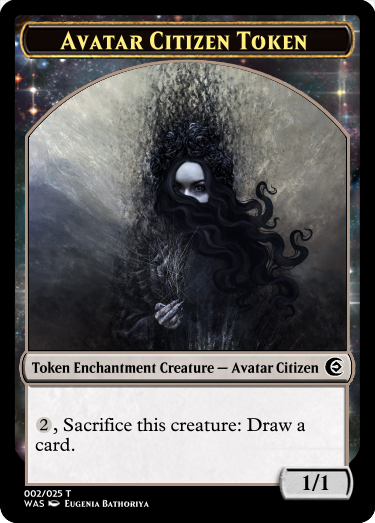 Avatar Citizen Token
Token Enchantment Creature — Avatar Citizen
2, Sacrifice this creature: Draw a
card.
1/1
002/025 T
WAS Eugenia Bathoriya